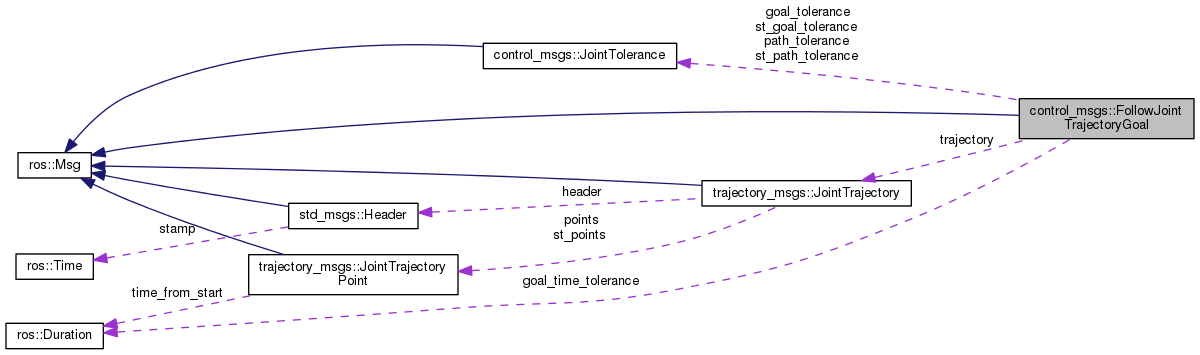 goal_tolerance
st_goal_tolerance
path_tolerance
st_path_tolerance
control_msgs::JointTolerance
control_msgs::FollowJoint
TrajectoryGoal
trajectory
ros::Msg
header
trajectory_msgs::JointTrajectory
std_msgs::Header
stamp
points
st_points
ros::Time
trajectory_msgs::JointTrajectory
Point
goal_time_tolerance
time_from_start
ros::Duration